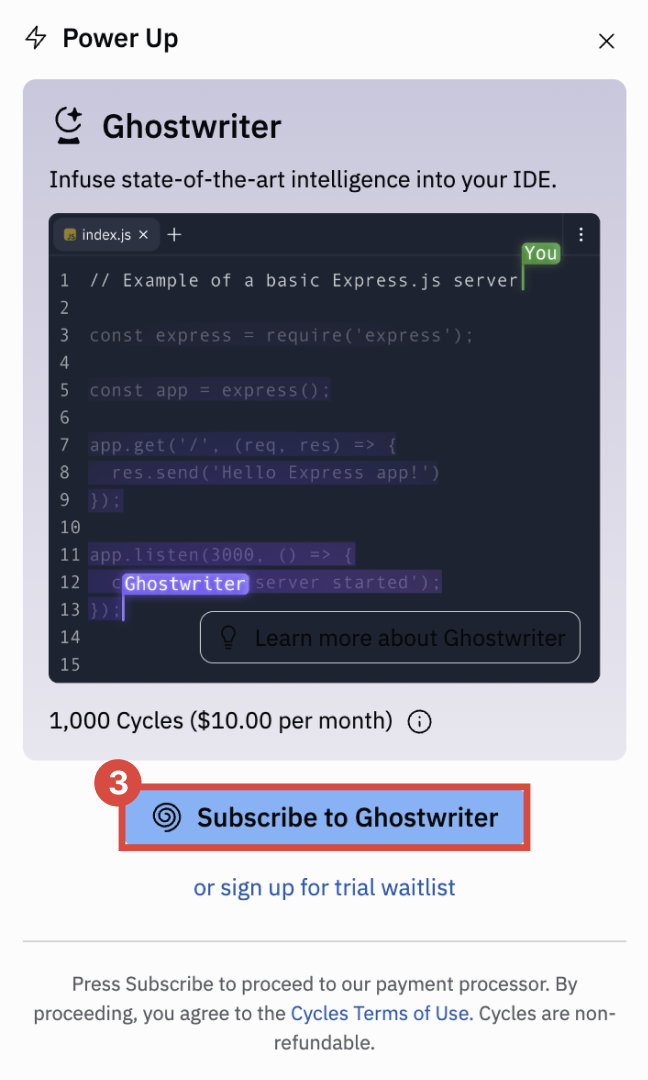 Power Up
Ghostwriter
Infuse state-of-the-art intelligence into your IDE.
JS index.js × +
You
1 // Example of a basic Express.js server
2
3 const express = require('express');
4
5 const app = express();
6
7 app.get('/', (req, res) => {
8 res.send('Hello Express app!')
9 });
10
11 app.listen(3000, () => {
12 c Ghostwriter server started');
13 });
14
Learn more about Ghostwriter
15
1,000 Cycles ($10.00 per month)
3
Subscribe to Ghostwriter
or sign up for trial waitlist
Press Subscribe to proceed to our payment processor. By
proceeding, you agree to the Cycles Terms of Use. Cycles are non-
refundable.